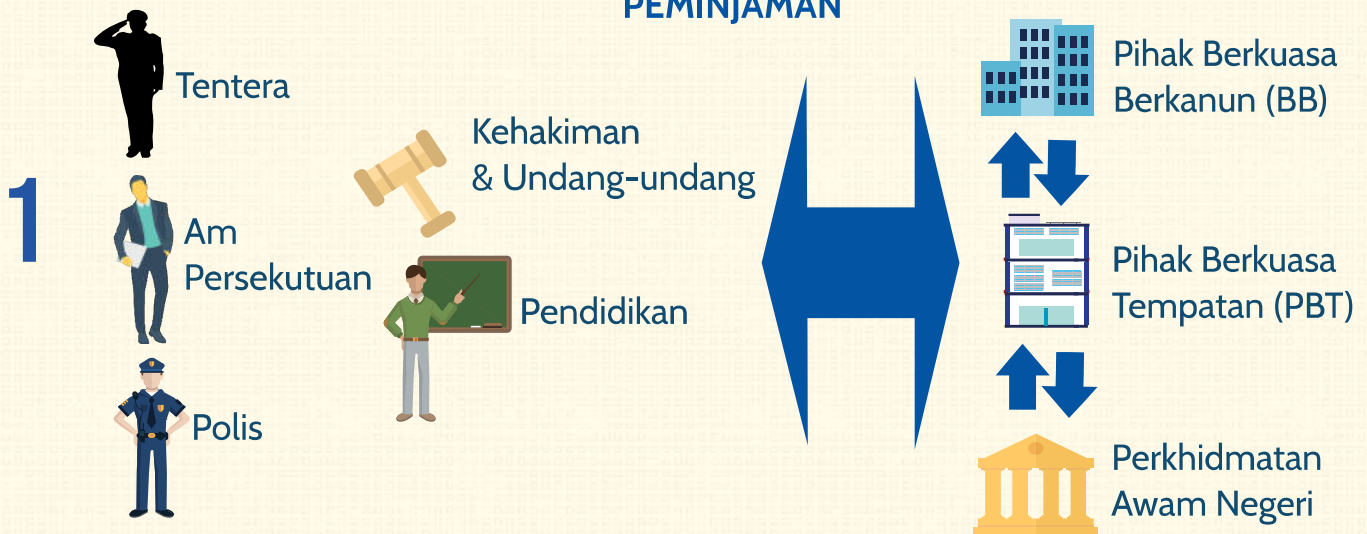 PEMINJAMAN
1
Tentera
Am
Persekutuan
Polis
Kehakiman
& Undang-undang
Pendidikan
Pihak Berkuasa
Berkanun (BB)
Pihak Berkuasa
Tempatan (PBT)
Perkhidmatan
Awam Negeri